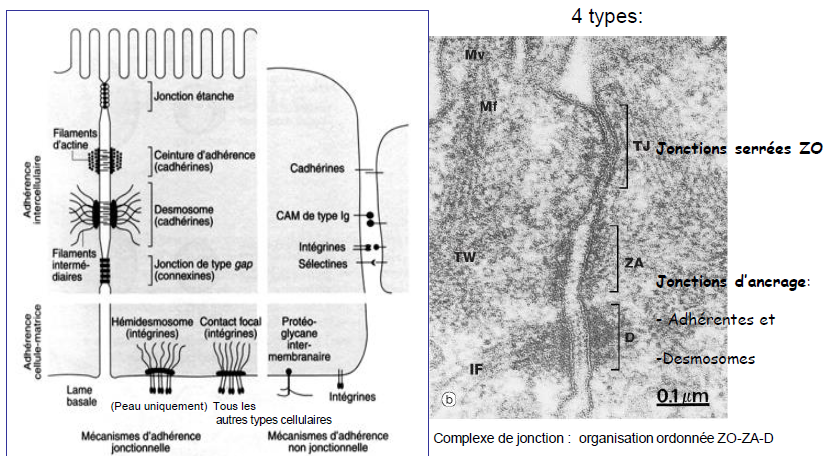 4 types:
Jonction étanche
Filaments
d'actine
Ceinture d'adhérence
(cadhérines)
Adhérence
intercellulaire
Desmosome
(cadhérines)
Filaments
intermé-
diaires
Jonction de type gap
(connexines)
Cadhérines
CAM de type Ig
Intégrines
Sélectines
Adhérence
cellule-matrice
Hémidesmosome
(intégrines)
Contact focal
(intégrines)
Protéo-
glycane
inter-
membranaire
Lame
basale
(Peau uniquement)
Tous les
autres types cellulaires
Intégrines
Mécanismes d'adhérence
jonctionnelle
Mécanismes d'adhérence
non jonctionnelle
Mv
Mf
TJ
Jonctions serrées ZO
TW
ZA
Jonctions d'ancrage:
D
- Adhérentes et
-Desmosomes
IF
b
0.1µm
Complexe de jonction : organisation ordonnée ZO-ZA-D